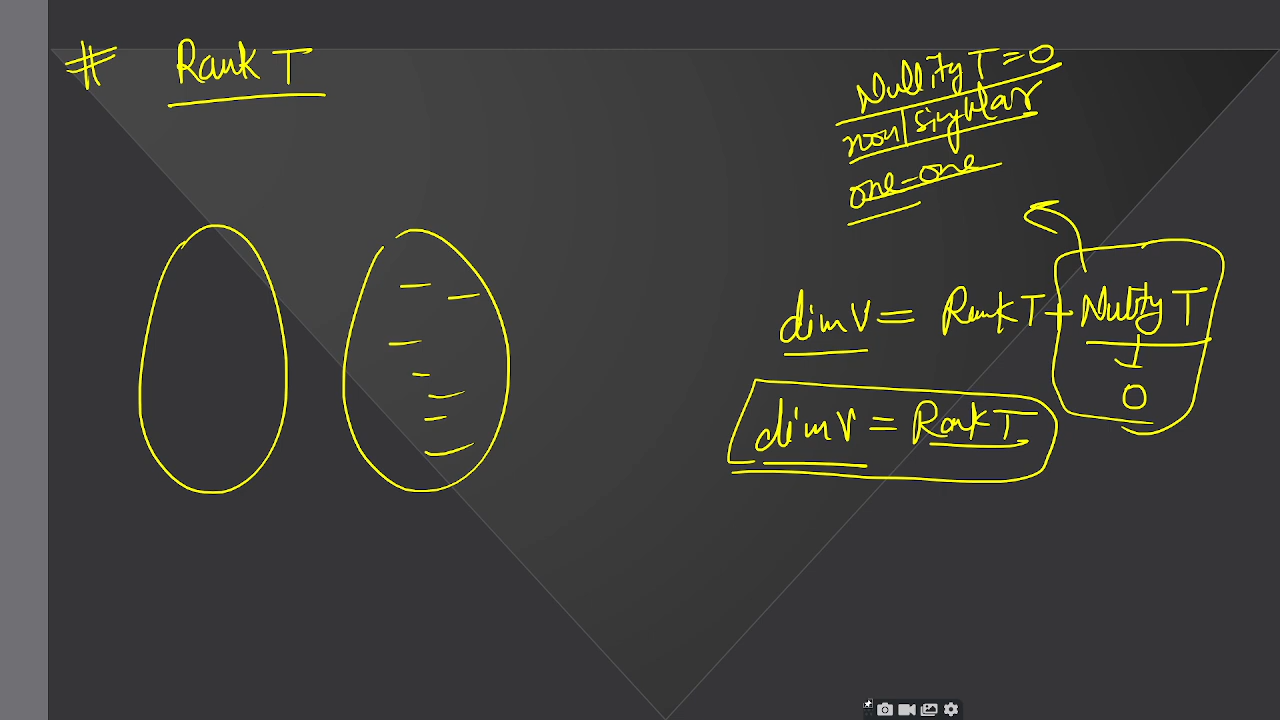 # Rank T
Nullity T = 0
non singular
one-one
dim V = Rank T + Nullity T
↓
0
dim V = Rank T